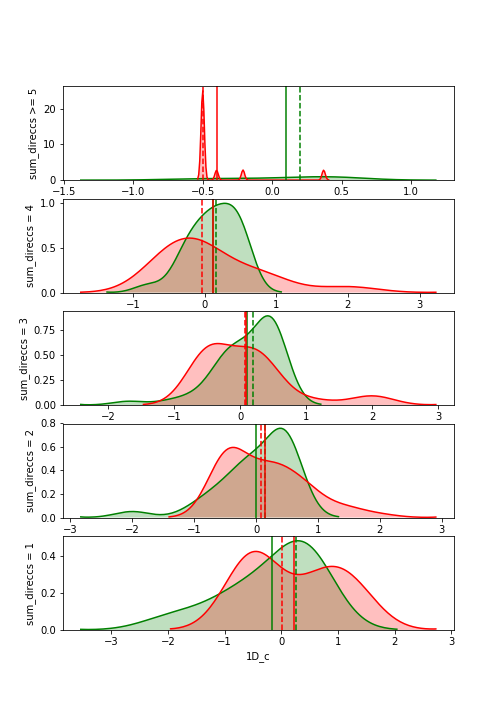 sum_direccs >= 5
20
10
0
−1.5 −1.0 −0.5 0.0 0.5 1.0
sum_direccs = 4
1.0
0.5
0.0
−1 0 1 2 3
sum_direccs = 3
0.75
0.50
0.25
0.00
−2 −1 0 1 2 3
sum_direccs = 2
0.8
0.6
0.4
0.2
0.0
−3 −2 −1 0 1 2 3
sum_direccs = 1
0.4
0.2
0.0
−3 −2 −1 0 1 2 3
1D_c